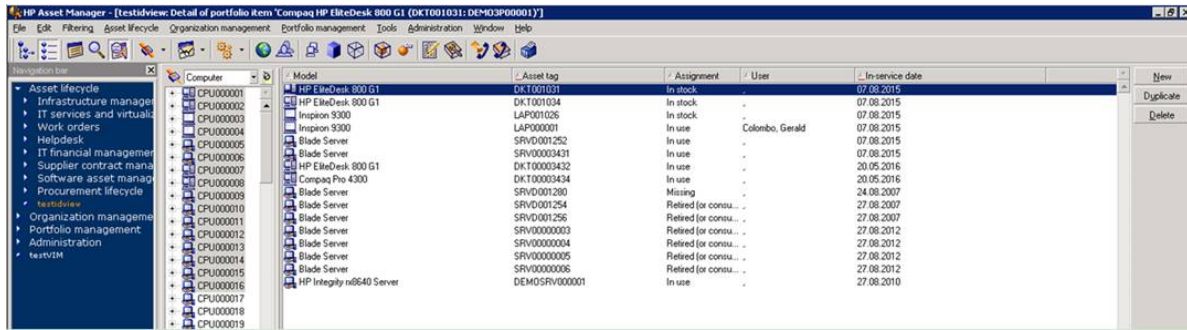 HP Asset Manager - [testidview: Detail of portfolio item 'Compaq HP EliteDesk 800 G1 (DKT001031: DEMO3P00001)']
File Edit Filtering Asset lifecycle Organization management Portfolio management Tools Administration Window Help
Navigation bar
Asset lifecycle
Infrastructure manager
IT services and virtualiz
Work orders
Helpdesk
IT financial managemen
Supplier contract mana
Software asset manag
Procurement lifecycle
testidview
Organization manageme
Portfolio management
Administration
testVIM
Computer
CPU000001
CPU000002
CPU000003
CPU000004
CPU000005
CPU000006
CPU000007
CPU000008
CPU000009
CPU000010
CPU000011
CPU000012
CPU000013
CPU000014
CPU000015
CPU000016
CPU000017
CPU000018
CPU000019
Model Asset tag Assignment User In-service date
HP EliteDesk 800 G1 DKT001031 In stock , 07.08.2015
HP EliteDesk 800 G1 DKT001034 In stock , 07.08.2015
Inspiron 9300 LAP001026 In stock , 07.08.2015
Inspiron 9300 LAP000001 In use Colombo, Gerald 07.08.2015
Blade Server SRVD001252 In use , 07.08.2015
Blade Server SRV00003431 In use , 07.08.2015
HP EliteDesk 800 G1 DKT00003432 In use , 20.05.2016
Compaq Pro 4300 DKT00003434 In use , 20.05.2016
Blade Server SRVD001280 Missing , 24.08.2007
Blade Server SRVD001254 Retired (or consu... , 27.08.2007
Blade Server SRVD001256 Retired (or consu... , 27.08.2007
Blade Server SRV00000003 Retired (or consu... , 27.08.2012
Blade Server SRV00000004 Retired (or consu... , 27.08.2012
Blade Server SRV00000005 Retired (or consu... , 27.08.2012
Blade Server SRV00000006 Retired (or consu... , 27.08.2012
HP Integrity rx8640 Server DEMOSRV000001 In use , 27.08.2010
New
Duplicate
Delete